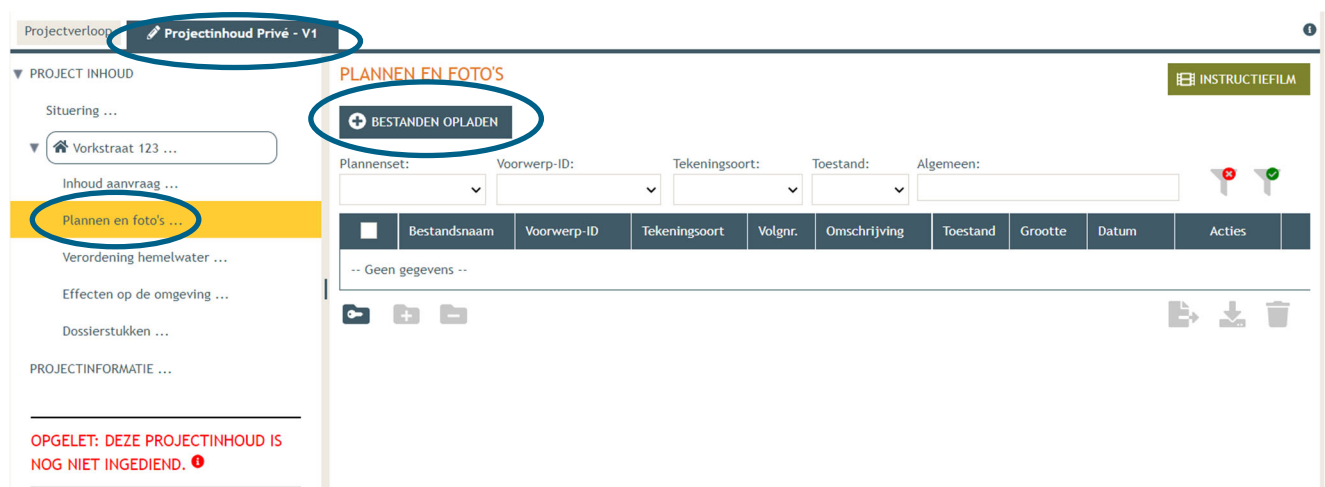 Projectverloop
Projectinhoud Privé - V1
PROJECT INHOUD
Situering ...
Vorkstraat 123 ...
Inhoud aanvraag ...
Plannen en foto's ...
Verordening hemelwater ...
Effecten op de omgeving ...
Dossierstukken ...
PROJECTINFORMATIE ...
OPGELET: DEZE PROJECTINHOUD IS
NOG NIET INGEDIEND.
PLANNEN EN FOTO'S
INSTRUCTIEFILM
BESTANDEN OPLADEN
Plannenset: Voorwerp-ID: Tekeningsoort: Toestand: Algemeen:
Bestandsnaam Voorwerp-ID Tekeningsoort Volgnr. Omschrijving Toestand Grootte Datum Acties
-- Geen gegevens --